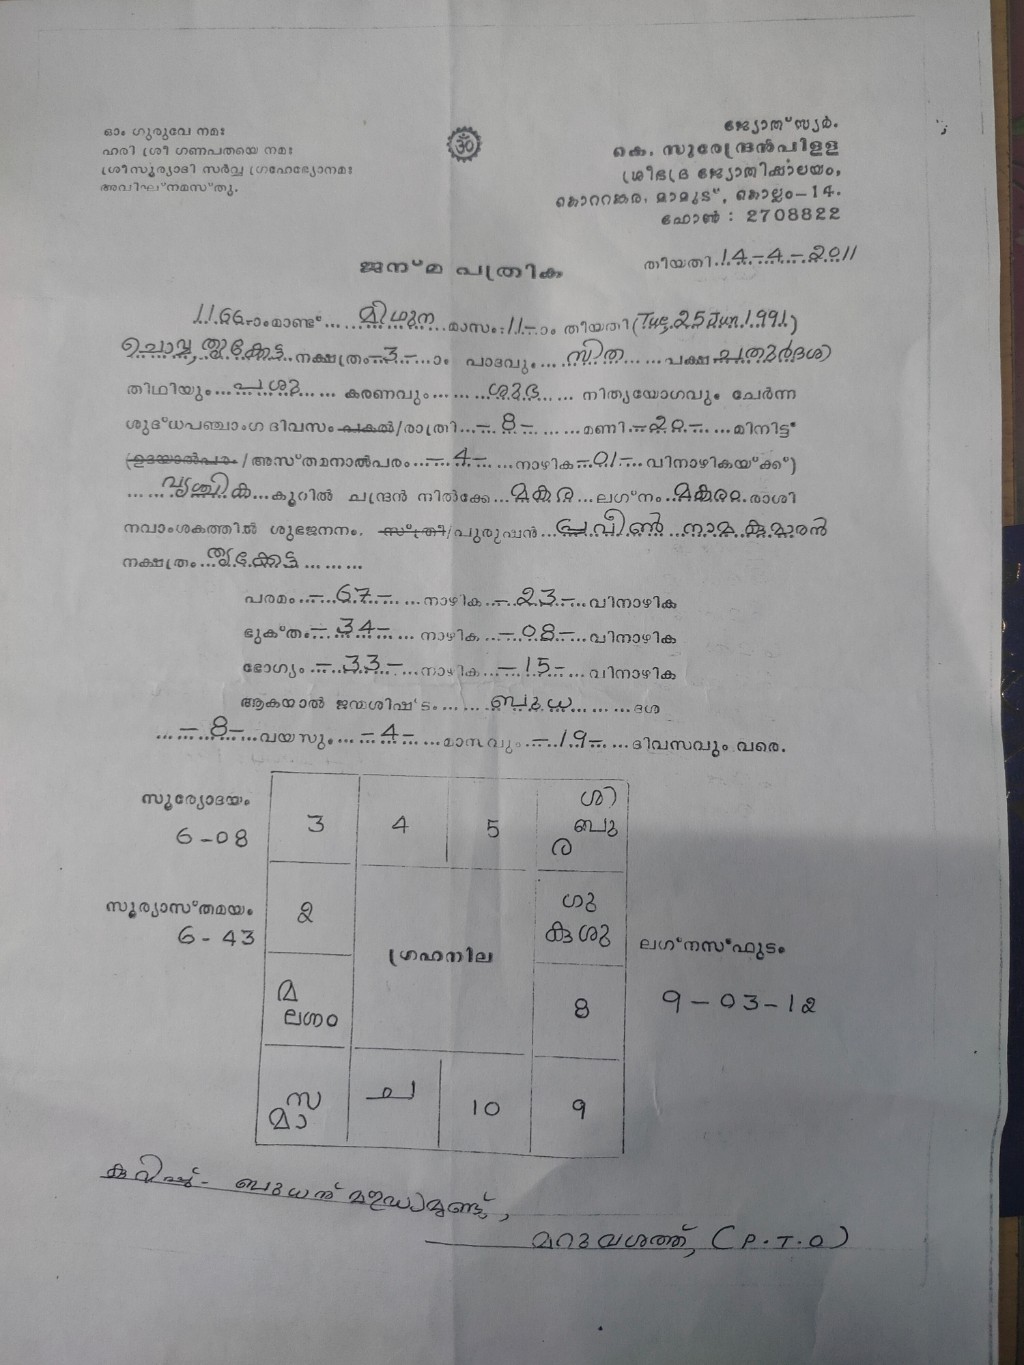 ഓം ഗുരുവേ നമഃ
ഹരി ശ്രീ ഗണപതയെ നമഃ
ശ്രീസൂര്യാദി സർവ്വ ഗ്രഹേഭ്യോനമഃ
അവിഘ്നമസ്തു.
ॐ
ജ്യോത്സ്യർ.
കെ. സുരേന്ദ്രൻപിളള
ശ്രീഭദ്ര ജ്യോതിഷാലയം,
കൊററങ്കര, മാമൂട്, കൊല്ലം-14.
ഫോൺ : 2708822
ജന്മ പത്രിക
തീയതി 14-4-2011
1166 ാംമാണ്ട് മിഥുന മാസം 11 ാം തീയതി (Tue, 25 Jun. 1991)
ചൊവ്വ, തൃക്കേട്ട നക്ഷത്രം 3 ാം പാദവും സിത പക്ഷ ചതുർദശി
തിഥിയും പശു കരണവും ശുഭ നിത്യയോഗവും ചേർന്ന
ശുദ്ധപഞ്ചാംഗ ദിവസം പകൽ/രാത്രി - 8 - മണി - 20 - മിനിട്ട്
(ഉദയാൽപരം / അസ്തമനാൽപരം - 4 - നാഴിക - 01 - വിനാഴികയ്ക്ക്)
വൃശ്ചിക കൂറിൽ ചന്ദ്രൻ നിൽക്കേ മകര ലഗ്നം മകരം രാശി
നവാംശകത്തിൽ ശുഭജനനം. സ്ത്രീ/പുരുഷൻ പ്രവീൺ നാമ കുമാരൻ
നക്ഷത്രം തൃക്കേട്ട
പരമം - 67 - നാഴിക - 23 - വിനാഴിക
ഭുക്തം - 34 - നാഴിക - 08 - വിനാഴിക
ഭോഗ്യം - 33 - നാഴിക - 15 - വിനാഴിക
ആകയാൽ ജന്മശിഷ്ടം ബുധ ദശ
- 8 - വയസും - 4 - മാസവും - 19 - ദിവസവും വരെ.
സൂര്യോദയം
6 - 08
സൂര്യാസ്തമയം
6 - 43
3 4 5 ശി
ബു
ര
2 ഗു
കു ശു
ഗ്രഹനില
മ
ലഗ്നം
8
സ
മാ
ച 10 9
ലഗ്നസ്ഫുടം
9 - 03 - 12
കുറിപ്പ്:- ബുധന് മൗഢ്യമുണ്ട്,
മറുവശത്ത്, (P.T.O)